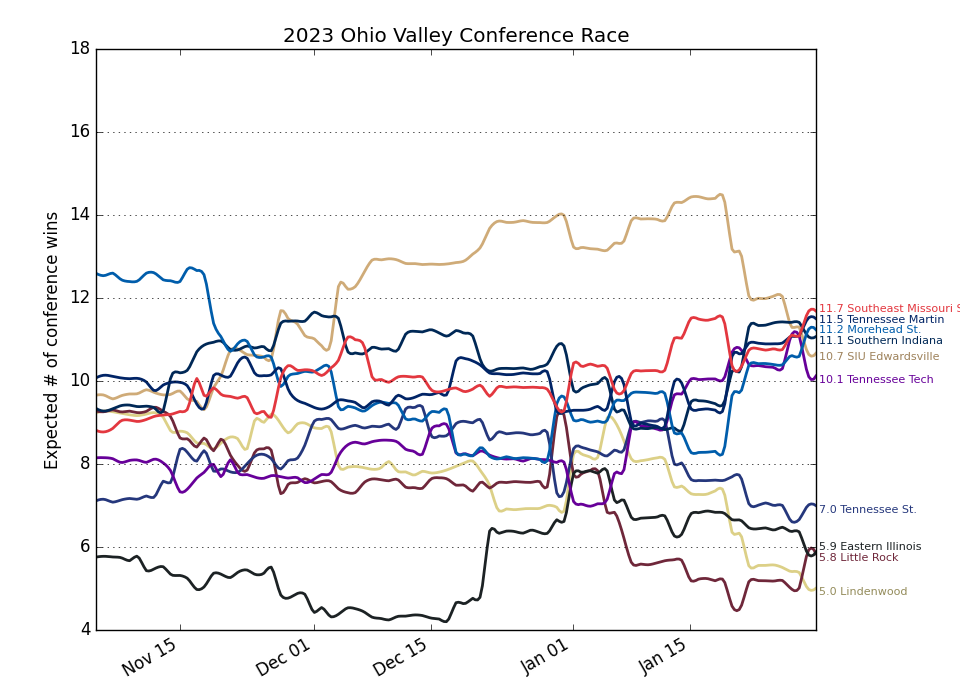 2023 Ohio Valley Conference Race
Expected # of conference wins
18
16
14
12
10
8
6
4
11.7 Southeast Missouri S
11.5 Tennessee Martin
11.2 Morehead St.
11.1 Southern Indiana
10.7 SIU Edwardsville
10.1 Tennessee Tech
7.0 Tennessee St.
5.9 Eastern Illinois
5.8 Little Rock
5.0 Lindenwood
Nov 15
Dec 01
Dec 15
Jan 01
Jan 15